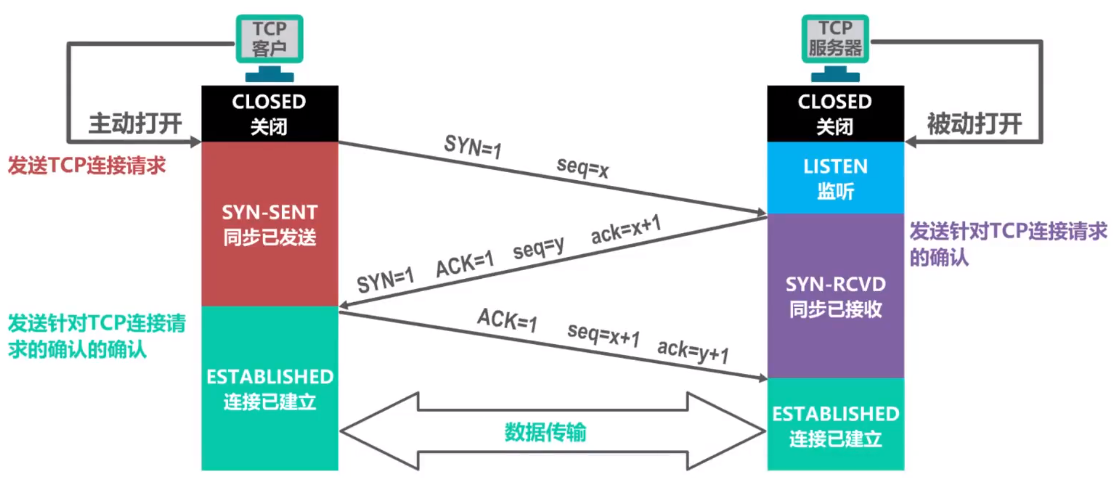 TCP
客户
TCP
服务器
CLOSED
关闭
CLOSED
关闭
主动打开
被动打开
发送TCP连接请求
SYN=1 seq=x
LISTEN
监听
SYN-SENT
同步已发送
SYN=1 ACK=1 seq=y ack=x+1
发送针对TCP连接请求
的确认
SYN-RCVD
同步已接收
发送针对TCP连接请
求的确认的确认
ACK=1 seq=x+1 ack=y+1
ESTABLISHED
连接已建立
数据传输
ESTABLISHED
连接已建立